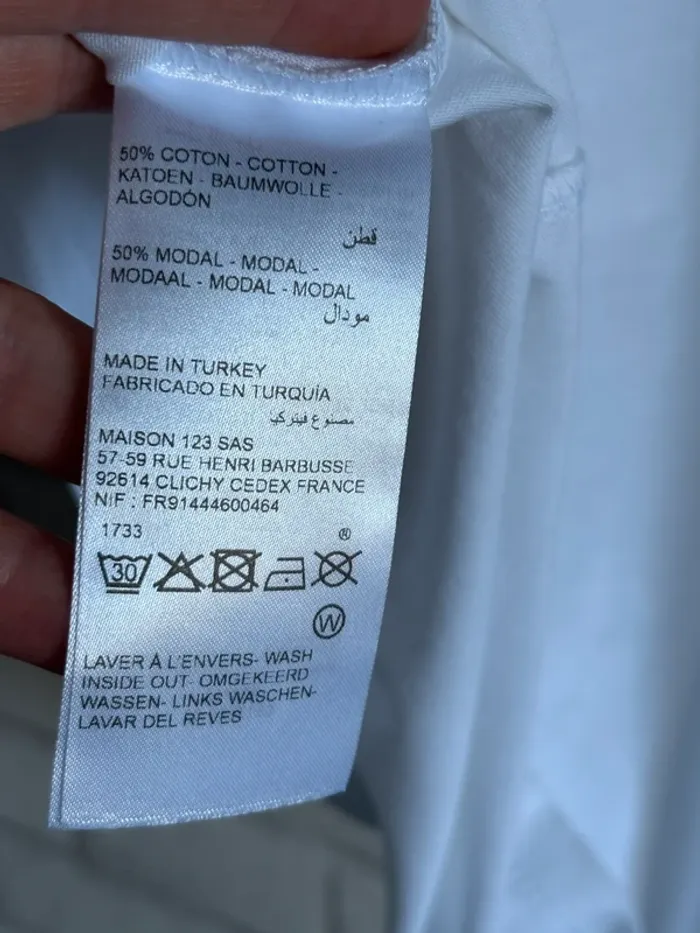 50% COTON - COTTON -
KATOEN - BAUMWOLLE -
ALGODÓN
قطن
50% MODAL - MODAL -
MODAAL - MODAL - MODAL
مودال
MADE IN TURKEY
FABRICADO EN TURQUÍA
مصنوع فيتركيا
MAISON 123 SAS
57-59 RUE HENRI BARBUSSE
92614 CLICHY CEDEX FRANCE
NIF : FR91444600464
1733 ®
30
W
LAVER À L'ENVERS- WASH
INSIDE OUT- OMGEKEERD
WASSEN- LINKS WASCHEN-
LAVAR DEL REVES